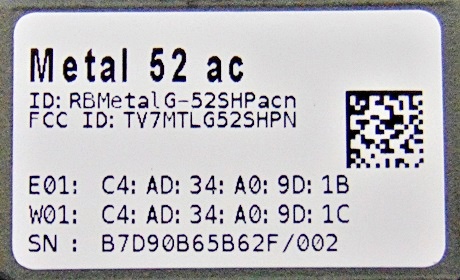 Metal 52 ac
ID: RBMetalG-52SHPacn
FCC ID: TV7MTLG52SHPN
E01: C4: AD: 34: A0: 9D: 1B
W01: C4: AD: 34: A0: 9D: 1C
SN : B7D90B65B62F/002